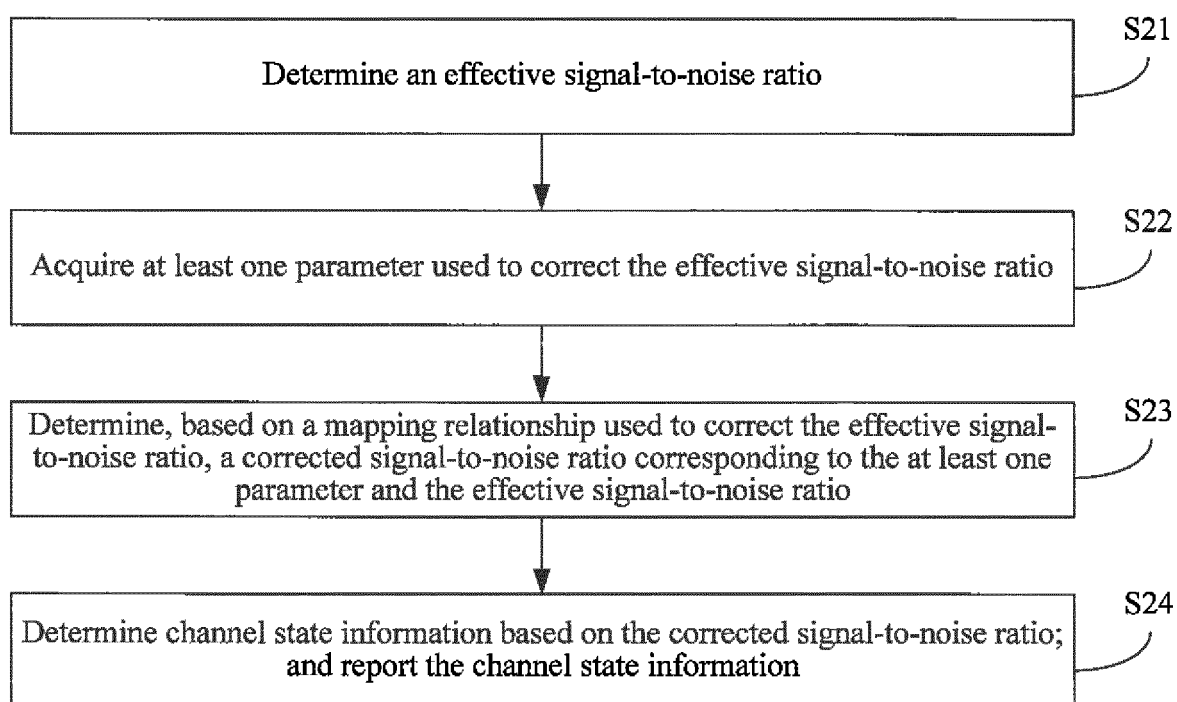 S21
Determine an effective signal-to-noise ratio
S22
Acquire at least one parameter used to correct the effective signal-to-noise ratio
S23
Determine, based on a mapping relationship used to correct the effective signal-
to-noise ratio, a corrected signal-to-noise ratio corresponding to the at least one
parameter and the effective signal-to-noise ratio
S24
Determine channel state information based on the corrected signal-to-noise ratio;
and report the channel state information